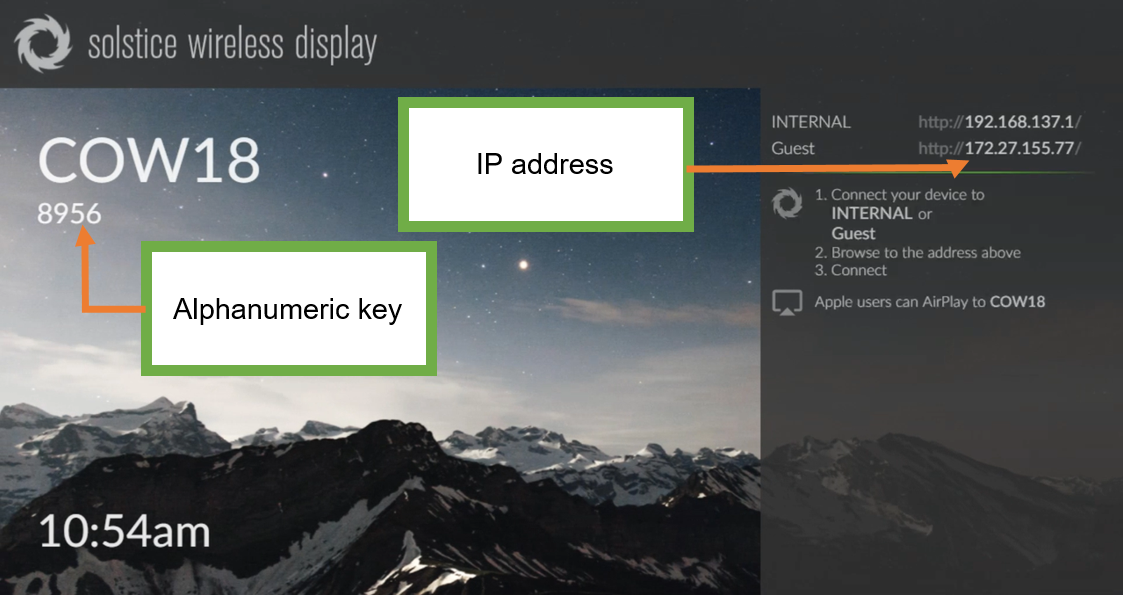 solstice wireless display
COW18
8956
IP address
Alphanumeric key
10:54am
INTERNAL http://192.168.137.1/
Guest http://172.27.155.77/
1. Connect your device to
INTERNAL or
Guest
2. Browse to the address above
3. Connect
Apple users can AirPlay to COW18